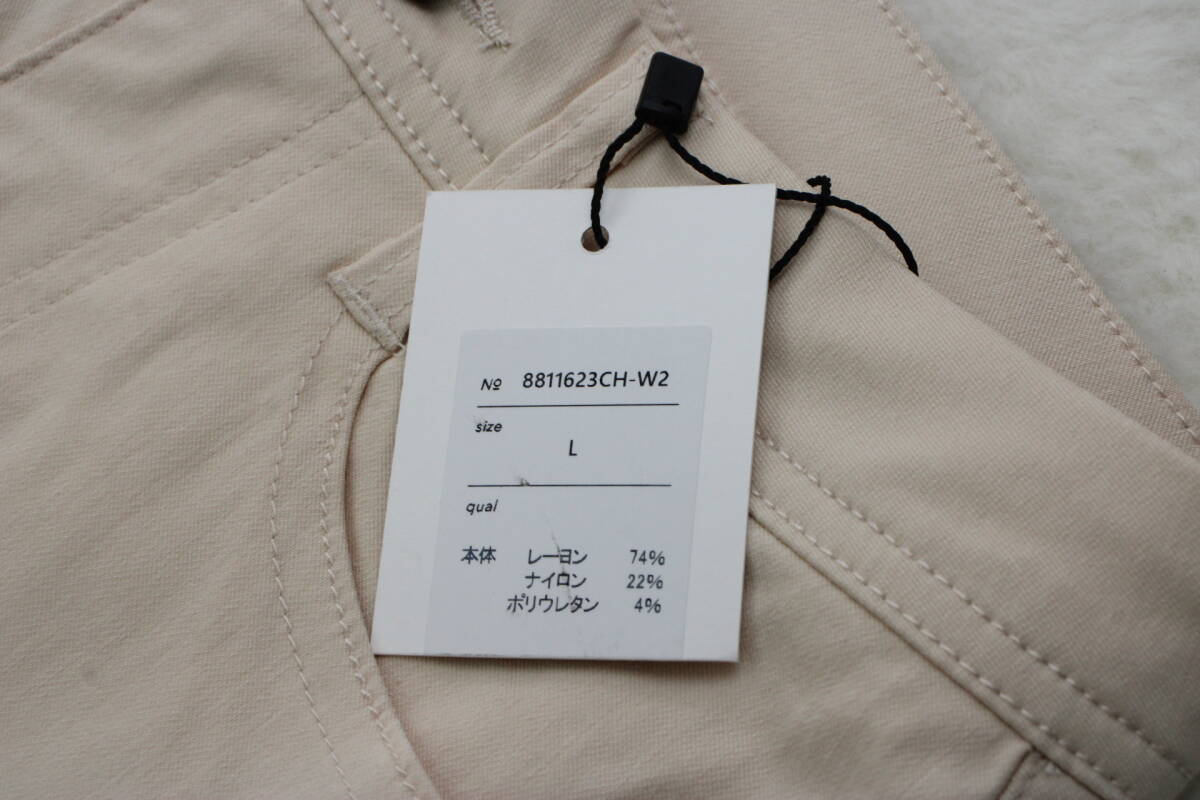 № 8811623CH-W2
size
L
qual
本体 レーヨン 74%
ナイロン 22%
ポリウレタン 4%